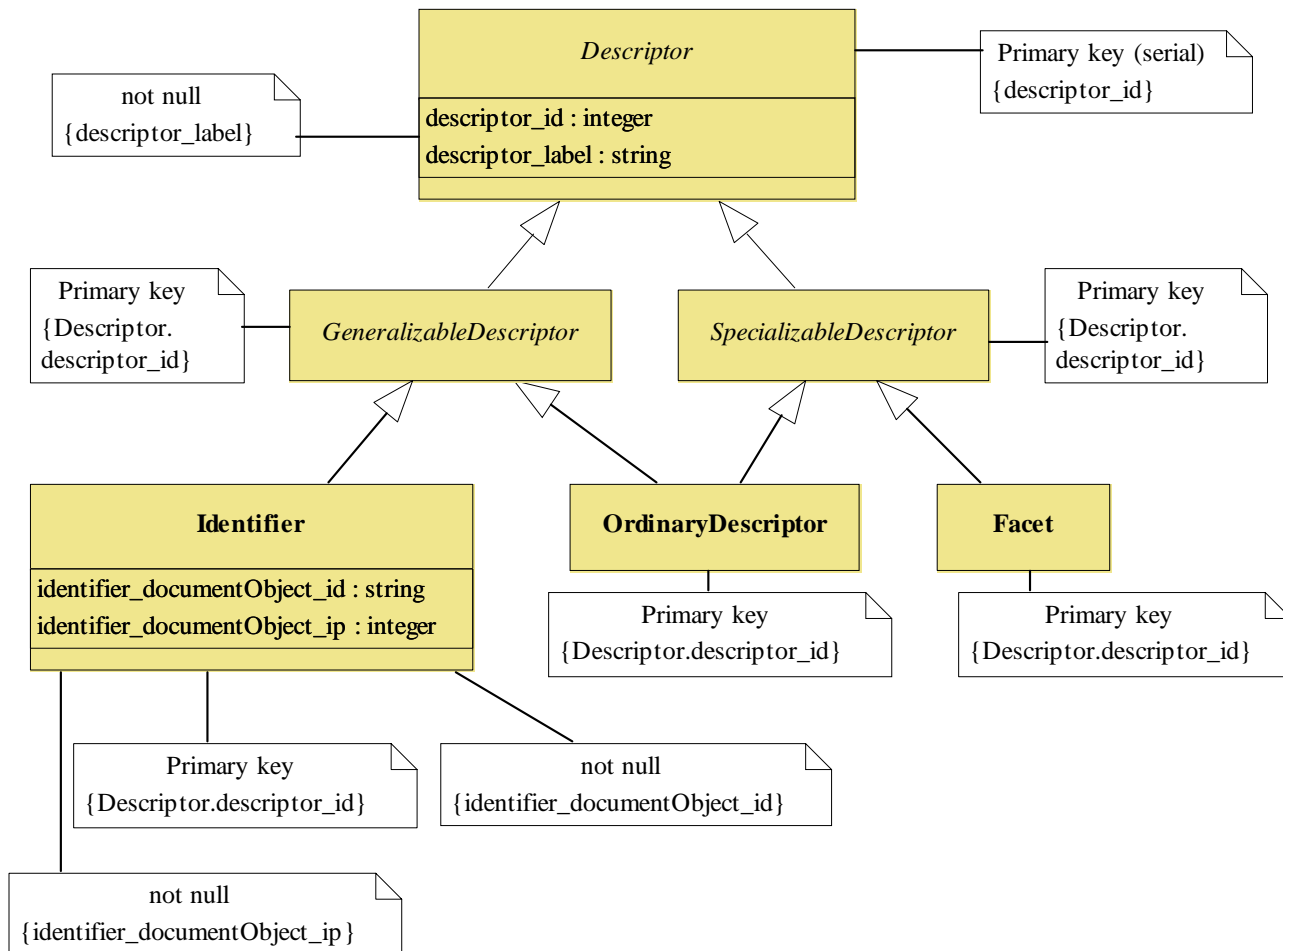 Descriptor
Primary key (serial)
{descriptor_id}
not null
{descriptor_label}
descriptor_id : integer
descriptor_label : string
Primary key
{Descriptor.
descriptor_id}
GeneralizableDescriptor
SpecializableDescriptor
Primary key
{Descriptor.
descriptor_id}
Identifier
identifier_documentObject_id : string
identifier_documentObject_ip : integer
OrdinaryDescriptor
Facet
Primary key
{Descriptor.descriptor_id}
Primary key
{Descriptor.descriptor_id}
Primary key
{Descriptor.descriptor_id}
not null
{identifier_documentObject_id}
not null
{identifier_documentObject_ip}